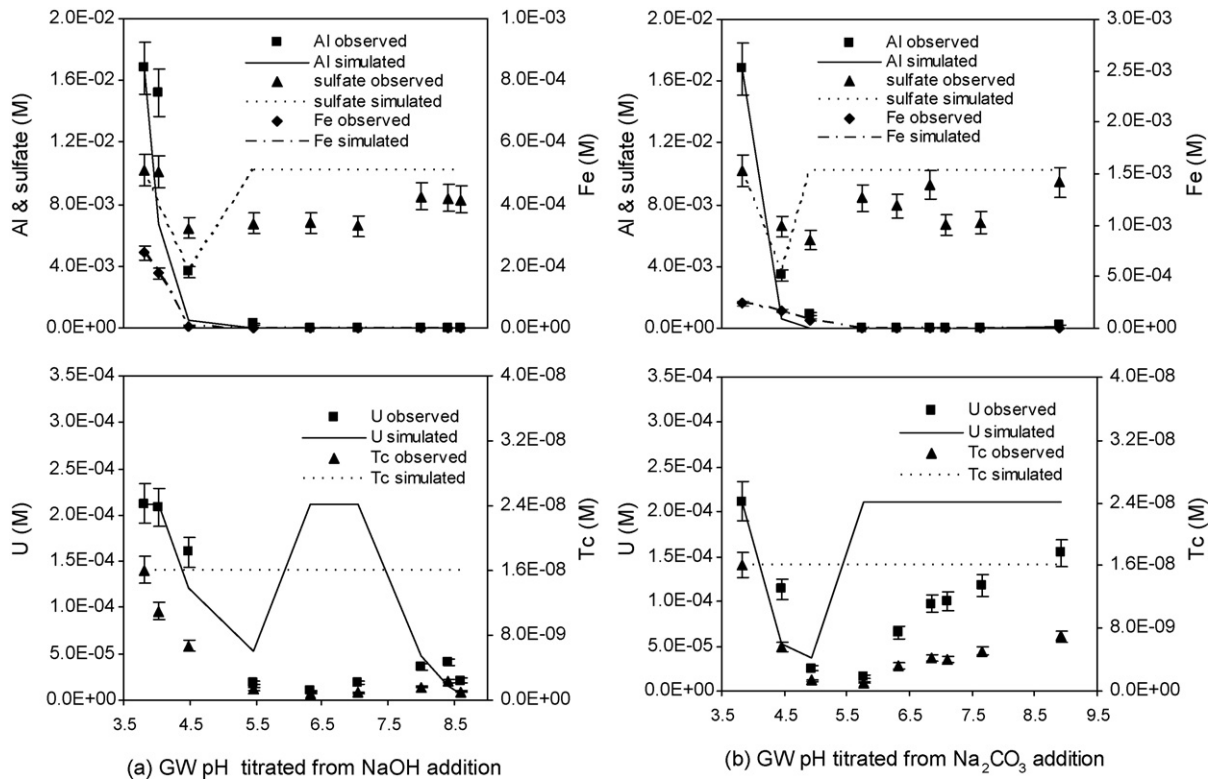 2.0E-02
1.6E-02
1.2E-02
8.0E-03
4.0E-03
0.0E+00
Al & sulfate (M)
Al observed
Al simulated
sulfate observed
sulfate simulated
Fe observed
Fe simulated
1.0E-03
8.0E-04
6.0E-04
4.0E-04
2.0E-04
0.0E+00
Fe (M)
2.0E-02
1.6E-02
1.2E-02
8.0E-03
4.0E-03
0.0E+00
Al & sulfate (M)
Al observed
Al simulated
sulfate observed
sulfate simulated
Fe observed
Fe simulated
3.0E-03
2.5E-03
2.0E-03
1.5E-03
1.0E-03
5.0E-04
0.0E+00
Fe (M)
3.5E-04
3.0E-04
2.5E-04
2.0E-04
1.5E-04
1.0E-04
5.0E-05
0.0E+00
U (M)
U observed
U simulated
Tc observed
Tc simulated
4.0E-08
3.2E-08
2.4E-08
1.6E-08
8.0E-09
0.0E+00
Tc (M)
3.5 4.5 5.5 6.5 7.5 8.5
(a) GW pH titrated from NaOH addition
3.5E-04
3.0E-04
2.5E-04
2.0E-04
1.5E-04
1.0E-04
5.0E-05
0.0E+00
U (M)
U observed
U simulated
Tc observed
Tc simulated
4.0E-08
3.2E-08
2.4E-08
1.6E-08
8.0E-09
0.0E+00
Tc (M)
3.5 4.5 5.5 6.5 7.5 8.5 9.5
(b) GW pH titrated from Na₂CO₃ addition